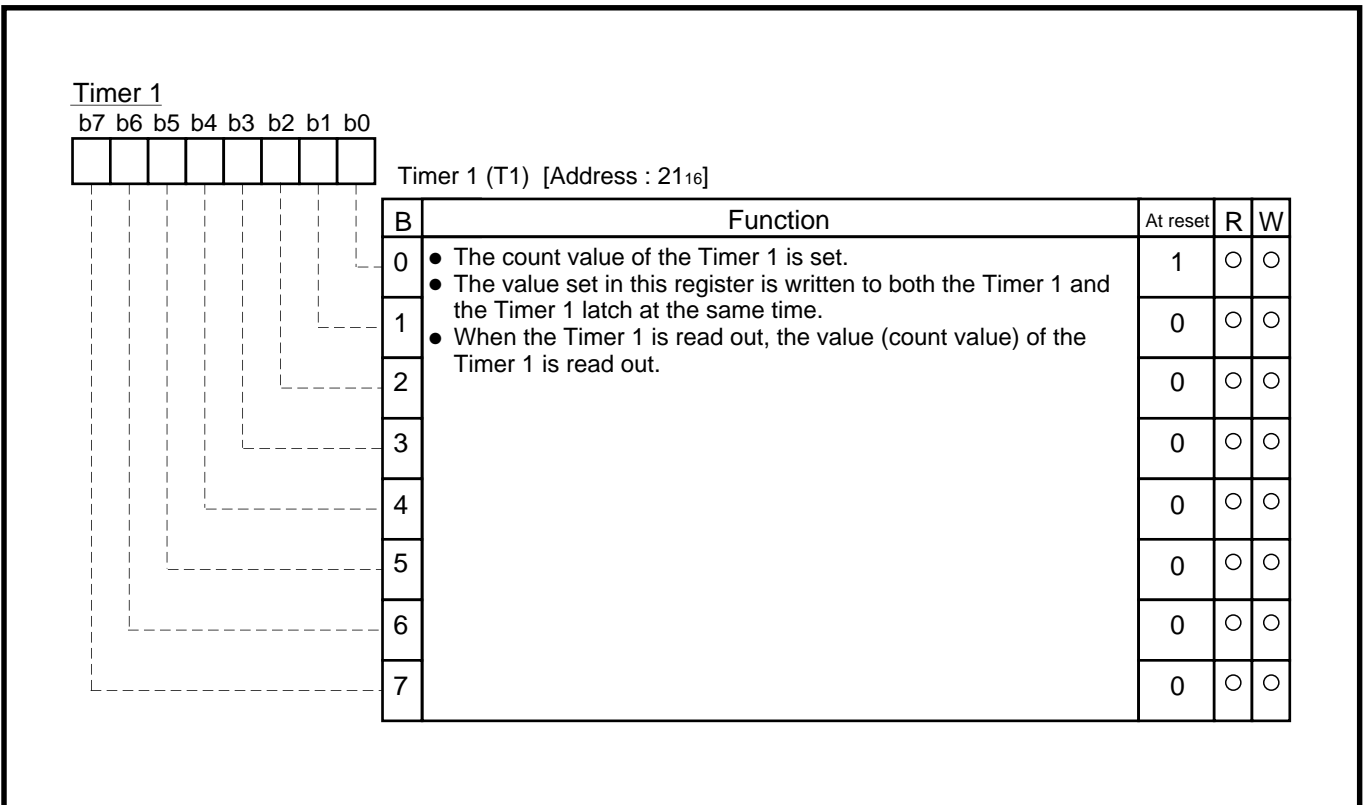 Timer 1
b7 b6 b5 b4 b3 b2 b1 b0
Timer 1 (T1) [Address : 2116]
B Function At reset R W
0 ● The count value of the Timer 1 is set. 1 ○ ○
● The value set in this register is written to both the Timer 1 and
the Timer 1 latch at the same time.
1 0 ○ ○
● When the Timer 1 is read out, the value (count value) of the
Timer 1 is read out.
2 0 ○ ○
3 0 ○ ○
4 0 ○ ○
5 0 ○ ○
6 0 ○ ○
7 0 ○ ○